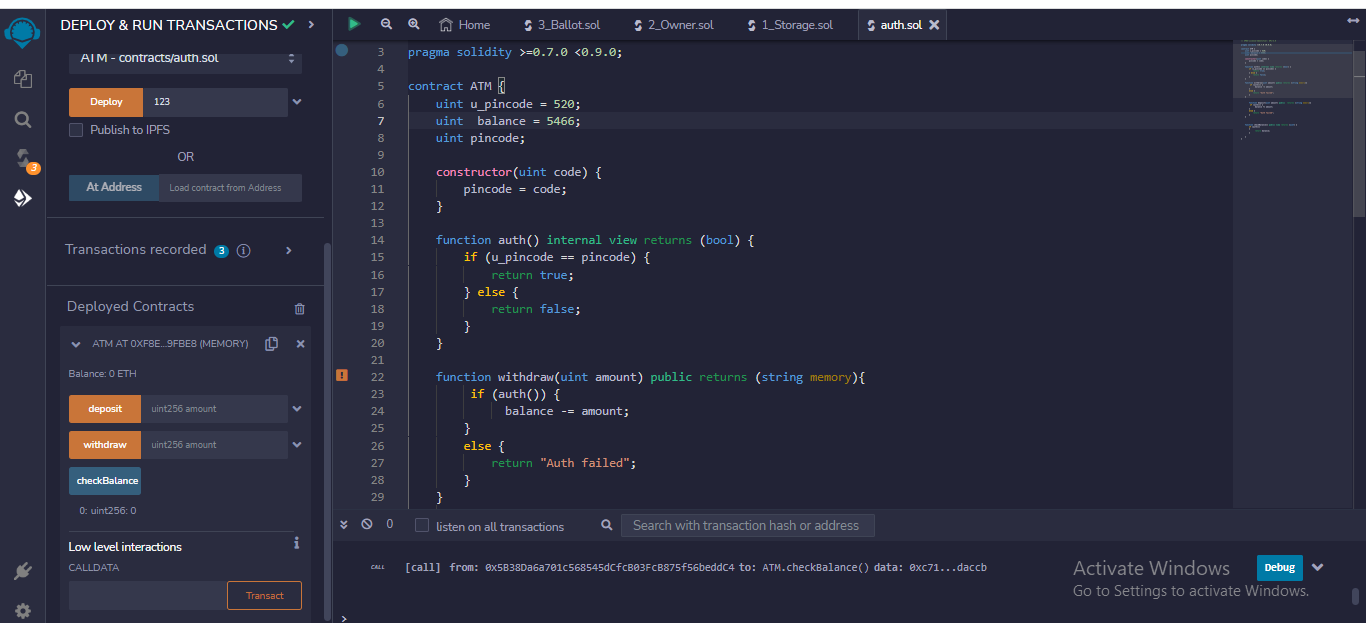 DEPLOY & RUN TRANSACTIONS
ATM - contracts/auth.sol
Deploy 123
Publish to IPFS
OR
At Address Load contract from Address
Transactions recorded 3
Deployed Contracts
ATM AT 0XF8E...9FBE8 (MEMORY)
Balance: 0 ETH
deposit uint256 amount
withdraw uint256 amount
checkBalance
0: uint256: 0
Low level interactions
CALLDATA
Transact
3
Home 3_Ballot.sol 2_Owner.sol 1_Storage.sol auth.sol
3 pragma solidity >=0.7.0 <0.9.0;
4
5 contract ATM {
6 uint u_pincode = 520;
7 uint  balance = 5466;
8 uint pincode;
9
10 constructor(uint code) {
11 pincode = code;
12 }
13
14 function auth() internal view returns (bool) {
15 if (u_pincode == pincode) {
16 return true;
17 } else {
18 return false;
19 }
20 }
21
22 function withdraw(uint amount) public returns (string memory){
23 if (auth()) {
24 balance -= amount;
25 }
26 else {
27 return "Auth failed";
28 }
29 }
0 listen on all transactions Search with transaction hash or address
CALL [call] from: 0x5B38Da6a701c568545dCfcB03FcB875f56beddC4 to: ATM.checkBalance() data: 0xc71...daccb
Debug
>
Activate Windows
Go to Settings to activate Windows.